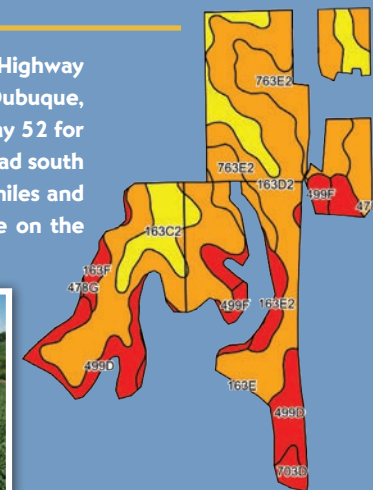 Highway
Dubuque,
ay 52 for
ad south
miles and
e on the
763E2
763E2
163D2
499F
47
163C2
163F
478G
499F
163E2
499D
163E
499D
703D